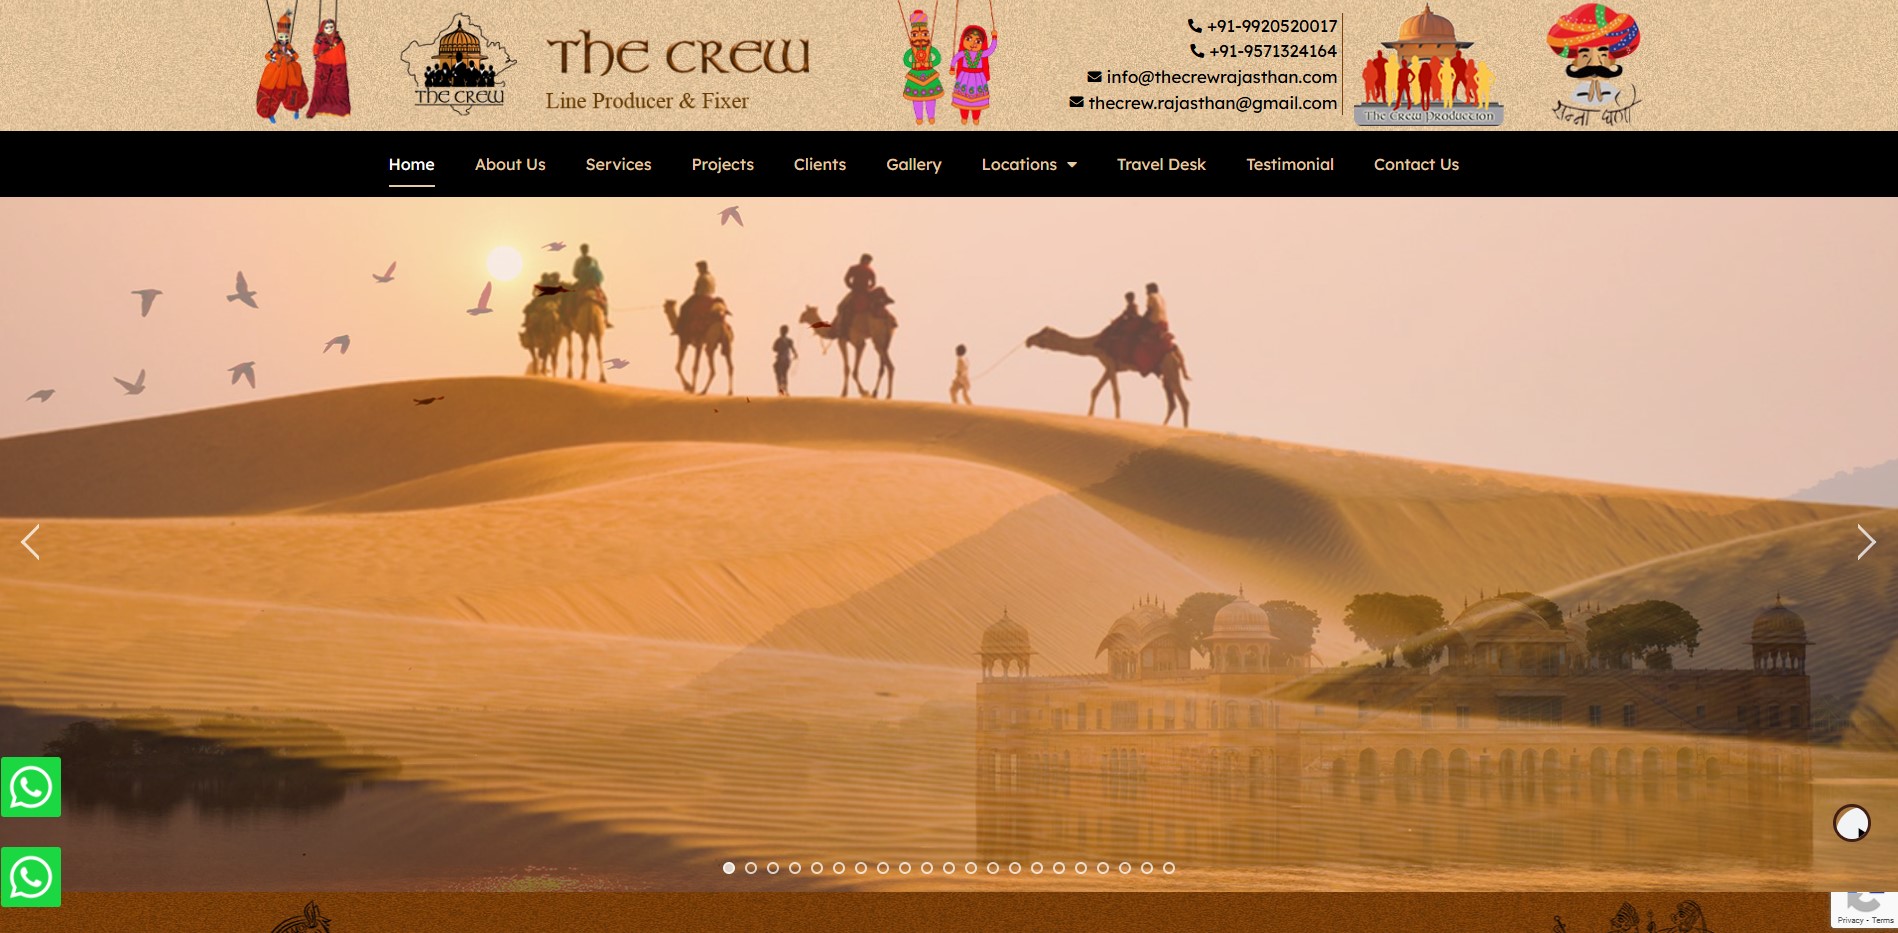 THE CREW
THE CREW
Line Producer & Fixer
+91-9920520017
+91-9571324164
info@thecrewrajasthan.com
thecrew.rajasthan@gmail.com
The Crew Production
Home
About Us
Services
Projects
Clients
Gallery
Locations
Travel Desk
Testimonial
Contact Us
Privacy - Terms